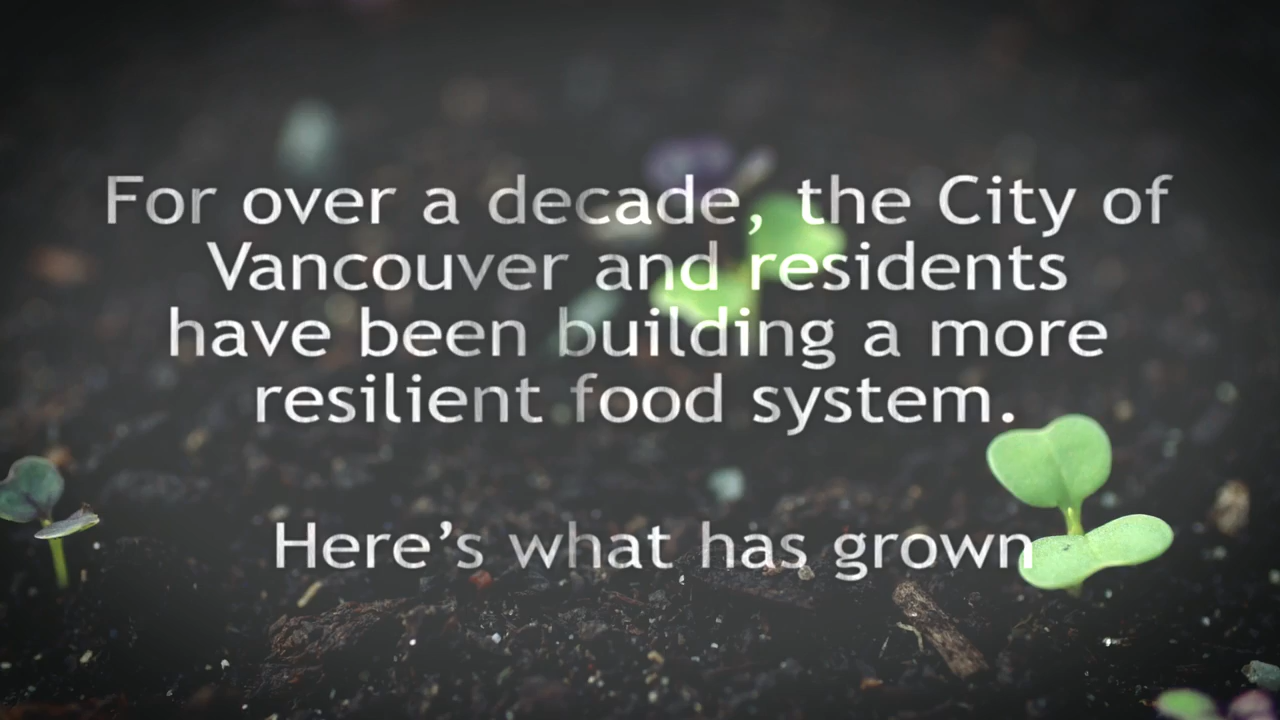 For over a decade, the City of
Vancouver and residents
have been building a more
resilient food system.
Here’s what has grown